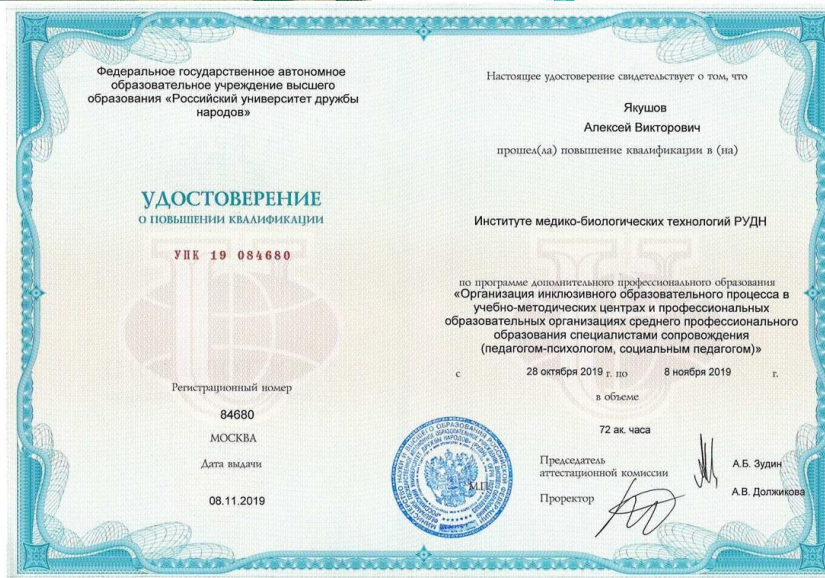 Федеральное государственное автономное
образовательное учреждение высшего
образования «Российский университет дружбы
народов»
УДОСТОВЕРЕНИЕ
О ПОВЫШЕНИИ КВАЛИФИКАЦИИ
УПК 19 084680
Регистрационный номер
84680
МОСКВА
Дата выдачи
08.11.2019
Настоящее удостоверение свидетельствует о том, что
Якушов
Алексей Викторович
прошел(ла) повышение квалификации в (на)
Институте медико-биологических технологий РУДН
по программе дополнительного профессионального образования
«Организация инклюзивного образовательного процесса в
учебно-методических центрах и профессиональных
образовательных организациях среднего профессионального
образования специалистами сопровождения
(педагогом-психологом, социальным педагогом)»
с 28 октября 2019 г. по 8 ноября 2019 г.
в объеме
72 ак. часа
Председатель
аттестационной комиссии А.Б. Зудин
М.П.
Проректор А.В. Должикова